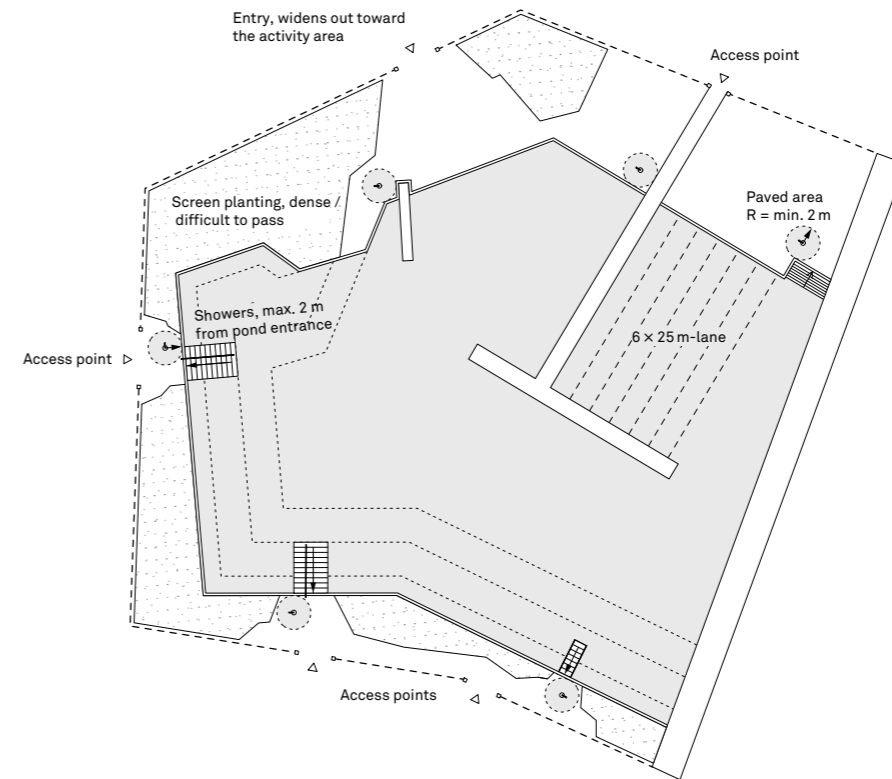 Entry, widens out toward
the activity area
Access point
Screen planting, dense /
difficult to pass
Paved area
R = min. 2 m
Showers, max. 2 m
from pond entrance
6 × 25 m-lane
Access point
Access points